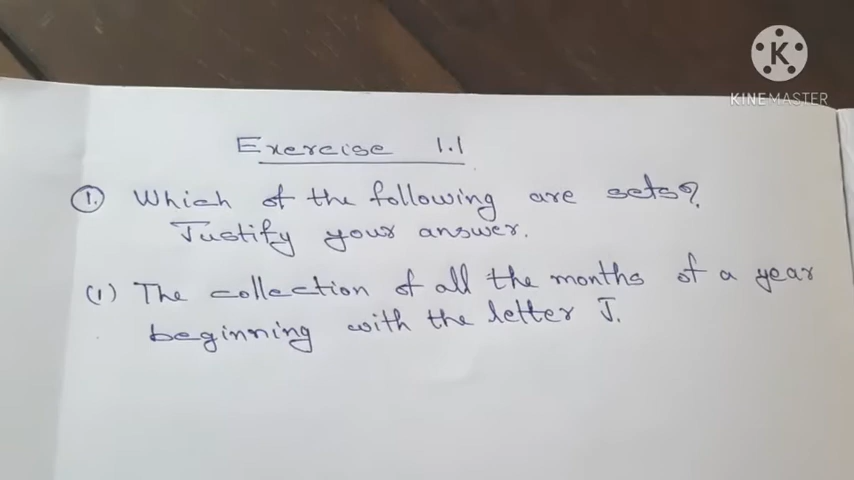 KINEMASTER
Exercise 1.1
1. Which of the following are sets?
Justify your answer.
(1) The collection of all the months of a year
beginning with the letter J.